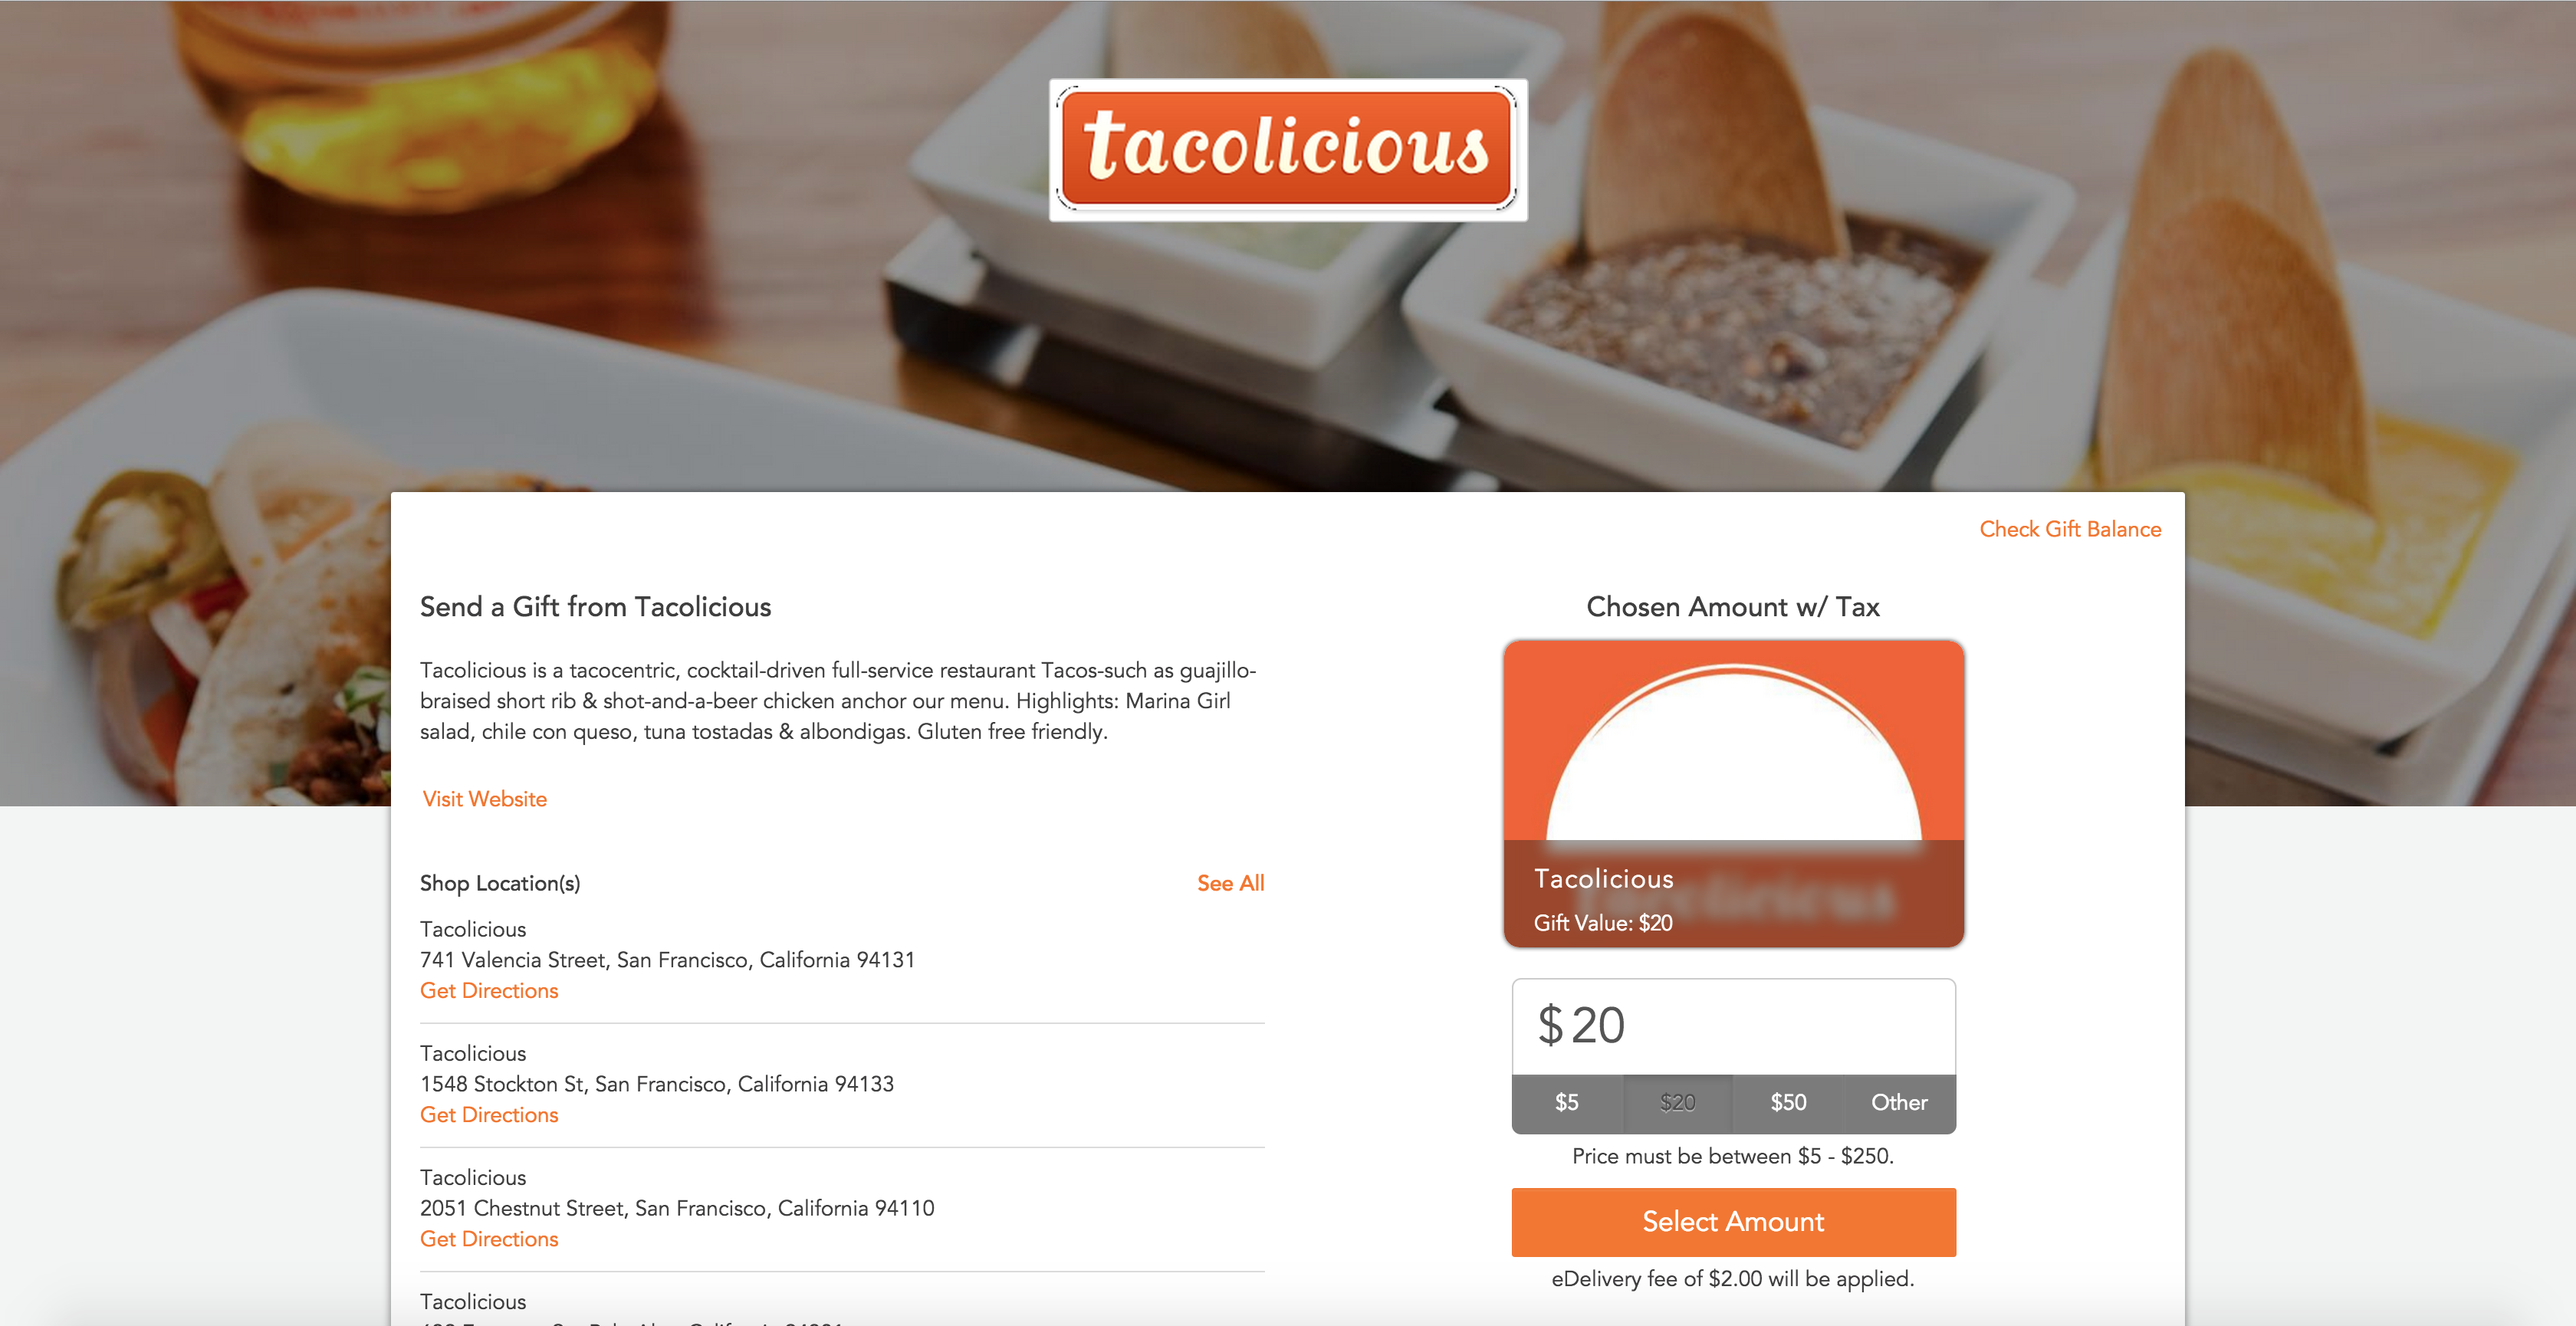 tacolicious
Check Gift Balance
Send a Gift from Tacolicious
Tacolicious is a tacocentric, cocktail-driven full-service restaurant Tacos-such as guajillo-
braised short rib & shot-and-a-beer chicken anchor our menu. Highlights: Marina Girl
salad, chile con queso, tuna tostadas & albondigas. Gluten free friendly.
Visit Website
Shop Location(s)
See All
Tacolicious
741 Valencia Street, San Francisco, California 94131
Get Directions
Tacolicious
1548 Stockton St, San Francisco, California 94133
Get Directions
Tacolicious
2051 Chestnut Street, San Francisco, California 94110
Get Directions
Tacolicious
Chosen Amount w/ Tax
Tacolicious
Gift Value: $20
$ 20
$5 $20 $50 Other
Price must be between $5 - $250.
Select Amount
eDelivery fee of $2.00 will be applied.